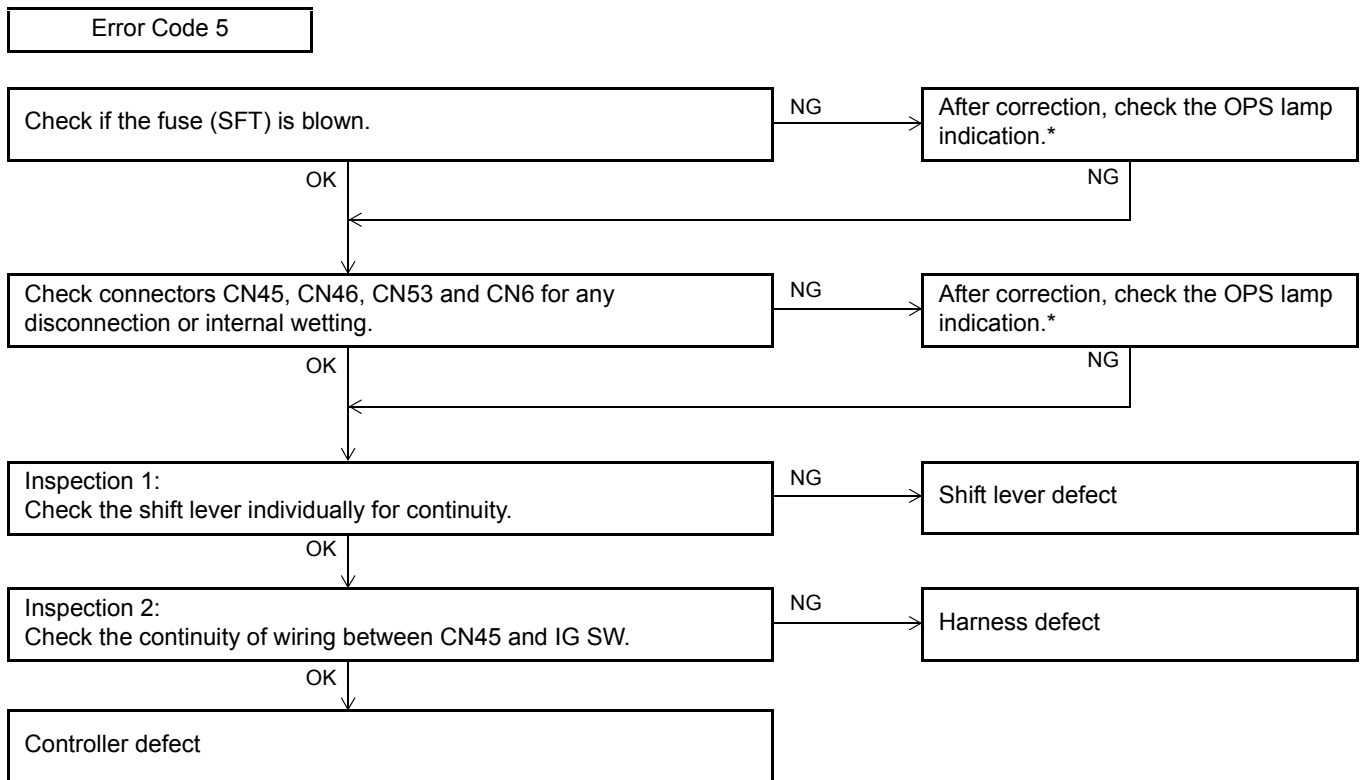 Error Code 5
Check if the fuse (SFT) is blown.
NG
After correction, check the OPS lamp
indication.*
OK
NG
Check connectors CN45, CN46, CN53 and CN6 for any
disconnection or internal wetting.
NG
After correction, check the OPS lamp
indication.*
OK
NG
Inspection 1:
Check the shift lever individually for continuity.
NG
Shift lever defect
OK
Inspection 2:
Check the continuity of wiring between CN45 and IG SW.
NG
Harness defect
OK
Controller defect